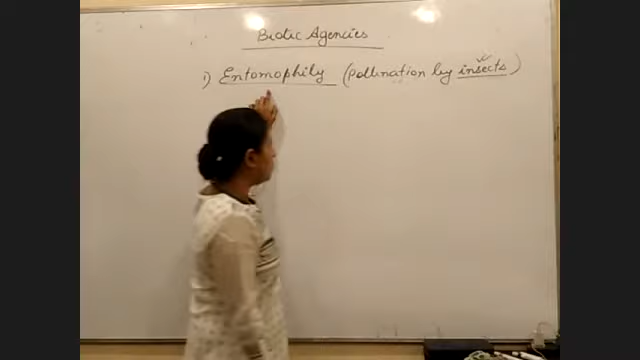 Biotic Agencies
1) Entomophily (Pollination by insects)